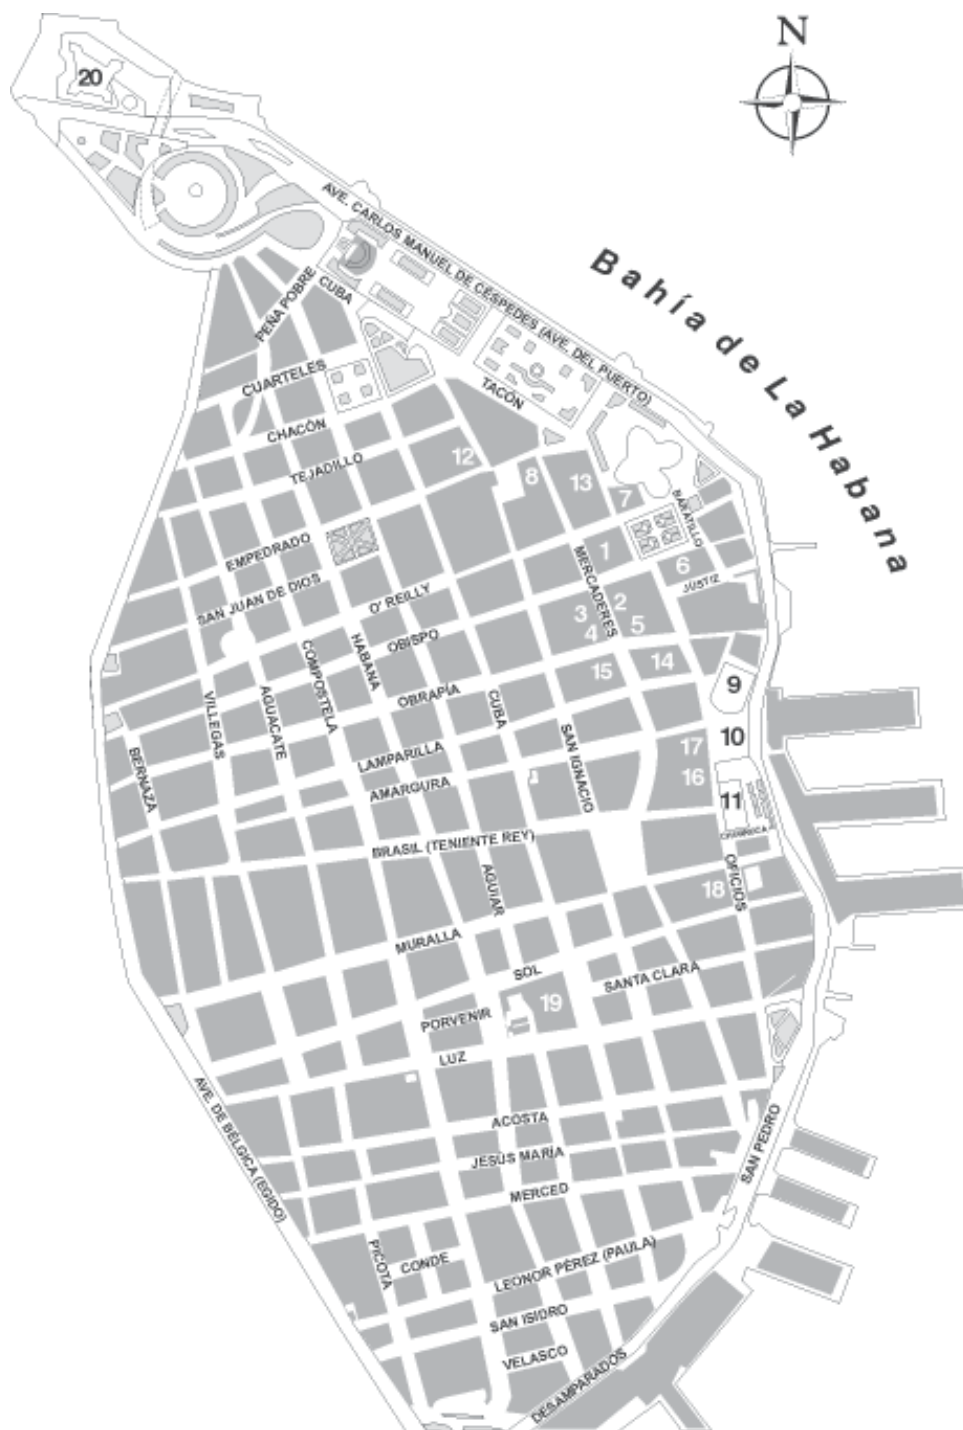 N
20
AVE. CARLOS MANUEL DE CÉSPEDES (AVE. DEL PUERTO)
Bahía de La Habana
PEÑA POBRE
CUBA
CUARTELES
TACÓN
CHACÓN
TEJADILLO
12
8
13
7
BARATILLO
EMPEDRADO
1
MERCADERES
6
JUSTIZ
SAN JUAN DE DIOS
O' REILLY
2
3
4
5
OBISPO
HABANA
COMPOSTELA
15
14
9
OBRAPÍA
AGUACATE
VILLEGAS
CUBA
SAN IGNACIO
10
17
BERNAZA
LAMPARILLA
16
AMARGURA
11
CHURRUCA
BRASIL (TENIENTE REY)
AGUIAR
OFICIOS
18
MURALLA
SOL
SANTA CLARA
19
PORVENIR
LUZ
AVE. DE BÉLGICA (EGIDO)
ACOSTA
JESÚS MARÍA
SAN PEDRO
MERCED
PICOTA
CONDE
LEONOR PÉREZ (PAULA)
SAN ISIDRO
VELASCO
DESAMPARADOS